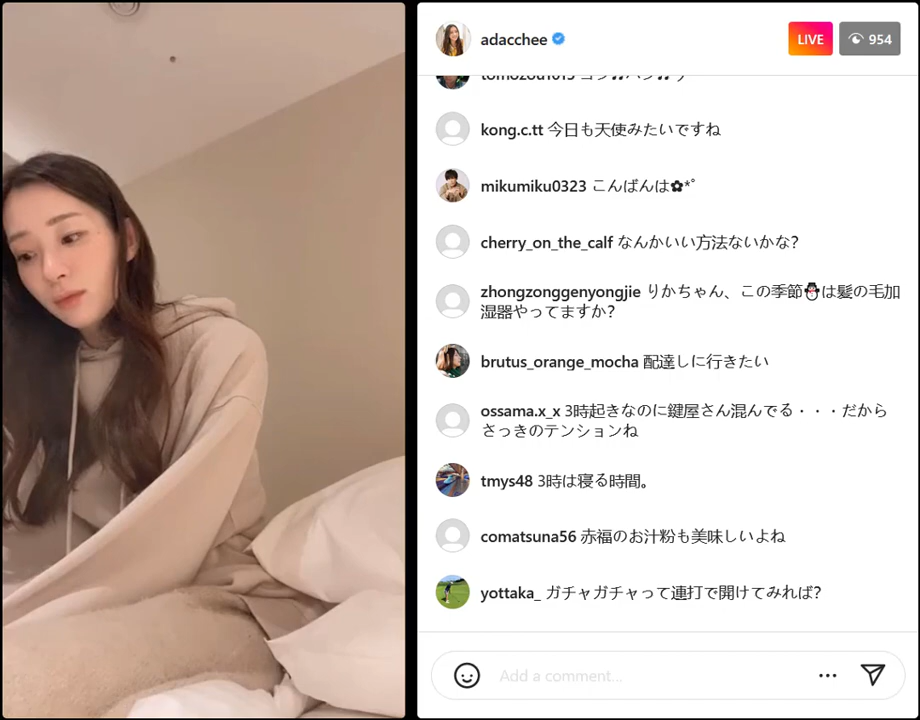 adacchee
LIVE
954
kong.c.tt 今日も天使みたいですね
mikumiku0323 こんばんは✿*ﾟ
cherry_on_the_calf なんかいい方法ないかな?
zhongzonggenyongjie りかちゃん、この季節⛄は髪の毛加
湿器やってますか?
brutus_orange_mocha 配達しに行きたい
ossama.x_x 3時起きなのに鍵屋さん混んでる・・・だから
さっきのテンションね
tmys48 3時は寝る時間。
comatsuna56 赤福のお汁粉も美味しいよね
yottaka_ ガチャガチャって連打で開けてみれば?
Add a comment...